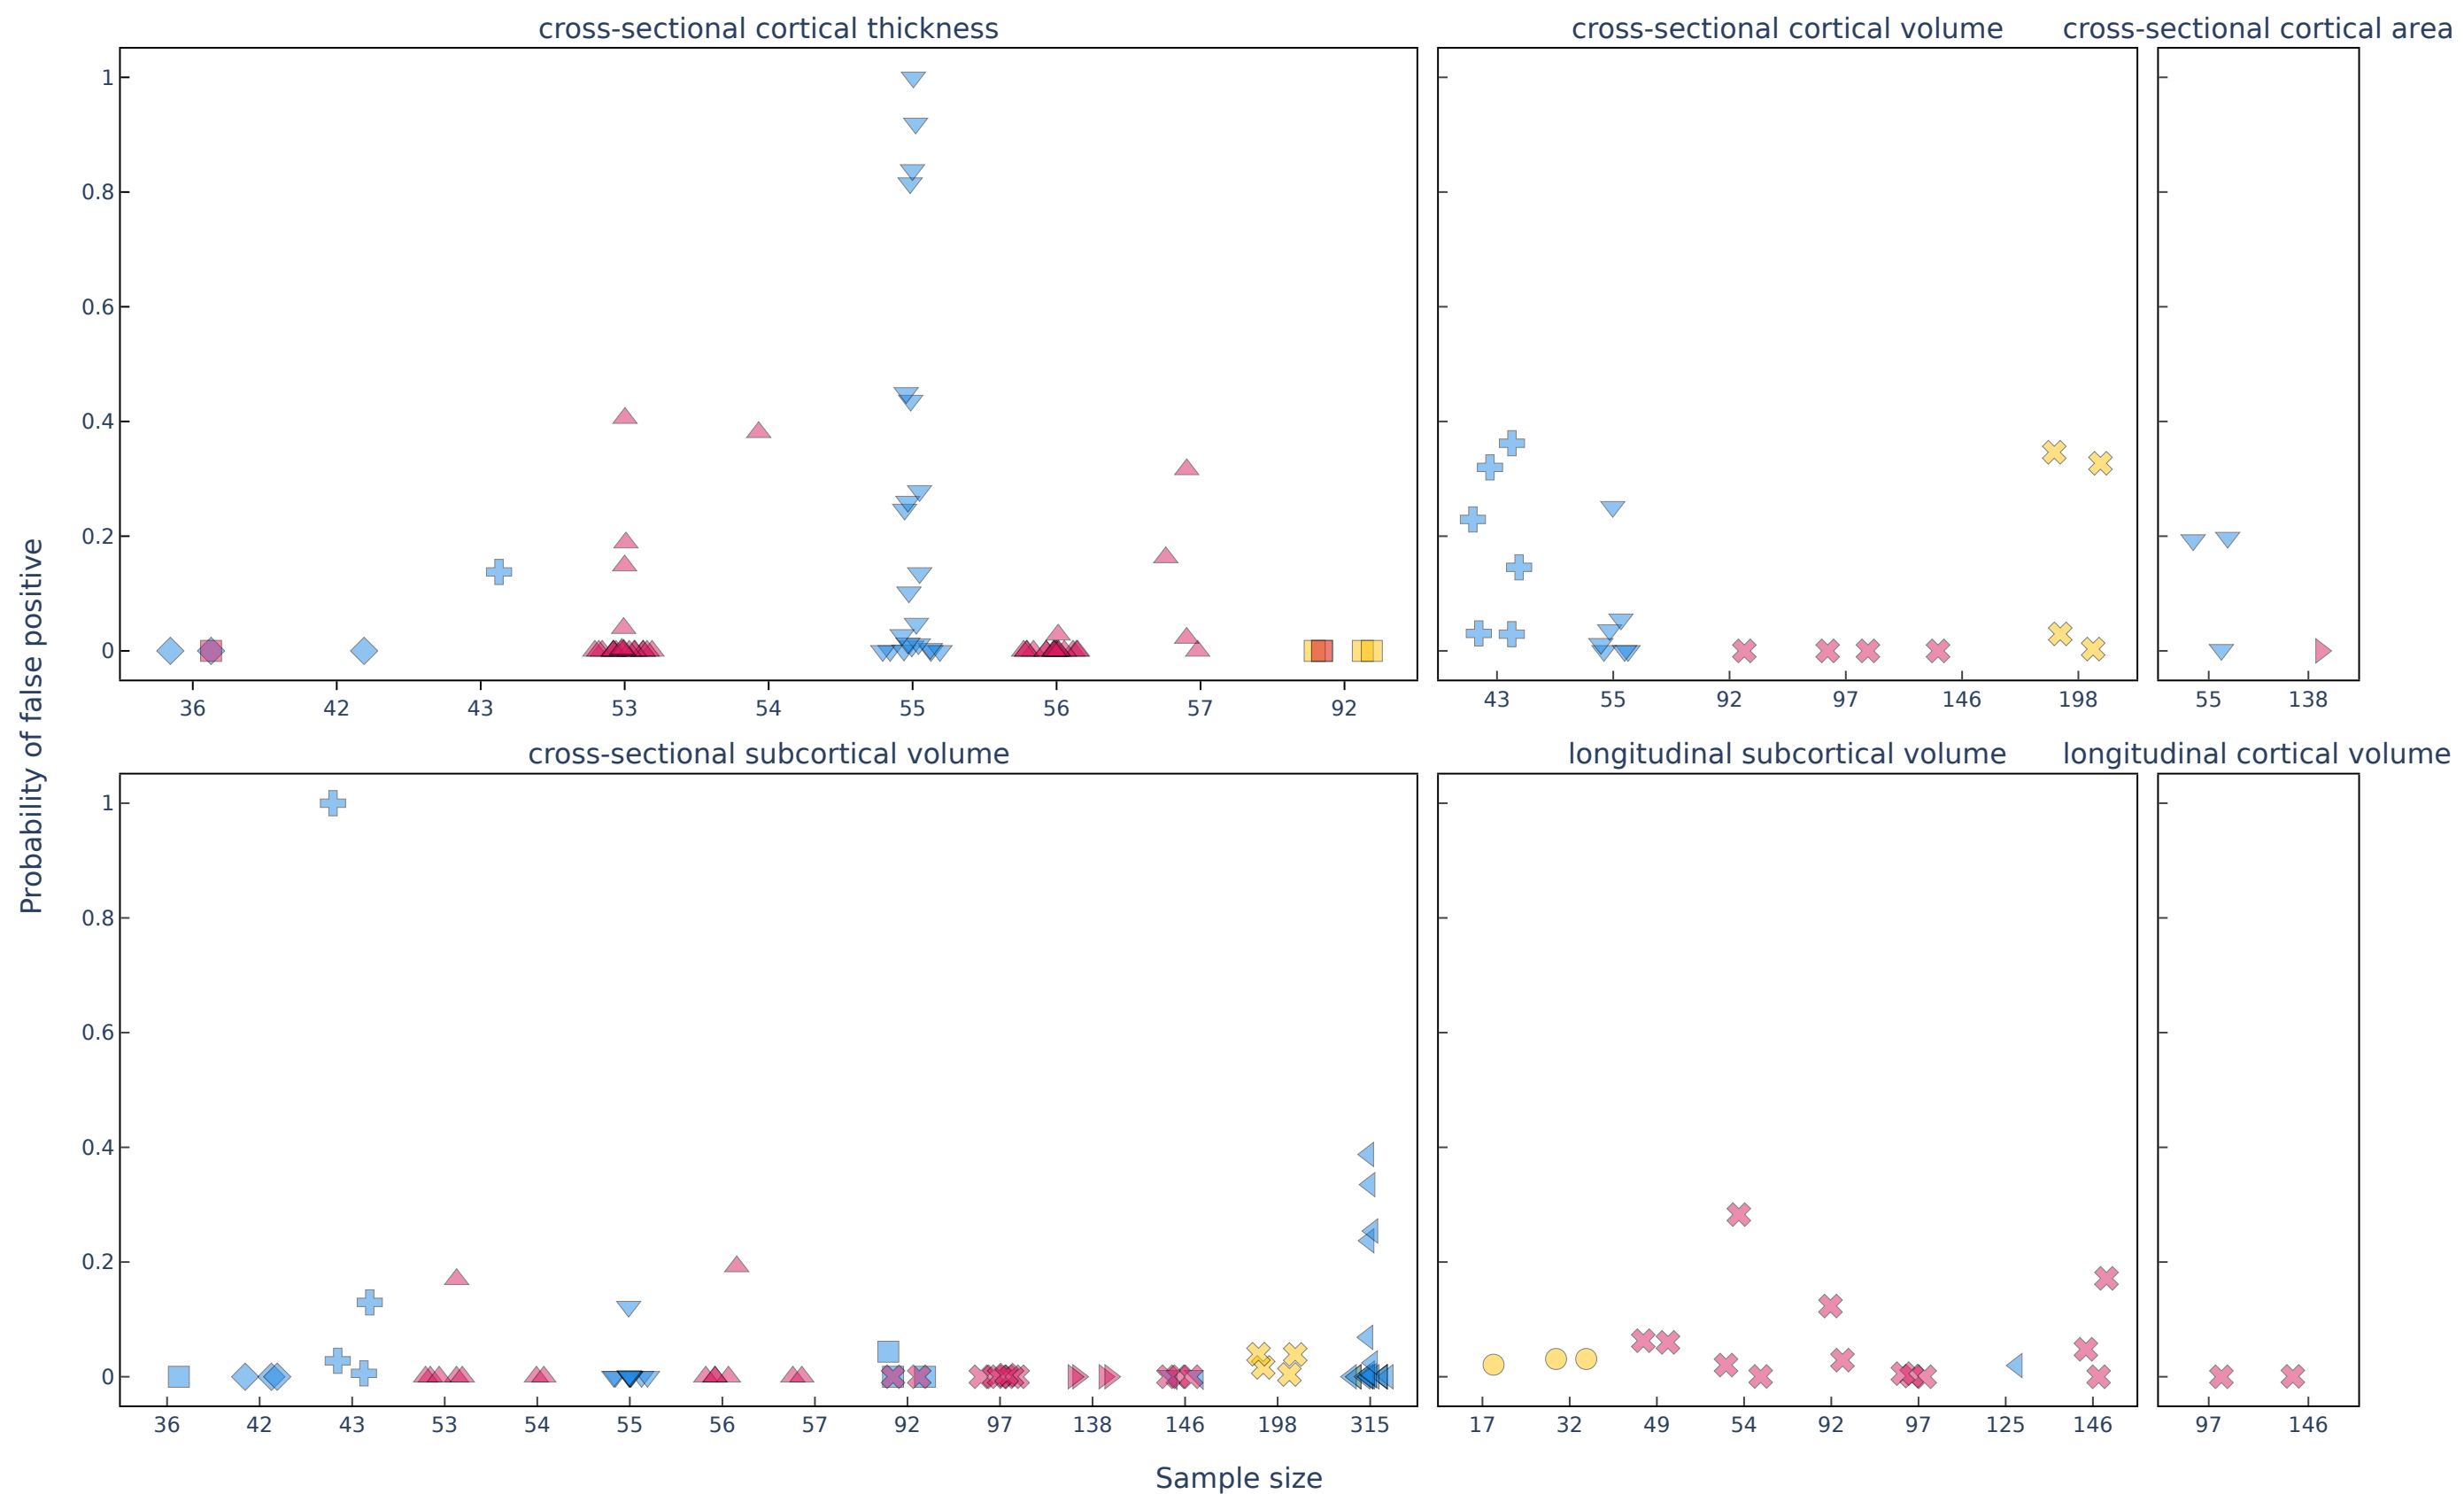 cross-sectional cortical thickness
cross-sectional cortical volume
cross-sectional cortical area
1
0.8
0.6
0.4
0.2
0
36 42 43 53 54 55 56 57 92
43 55 92 97 146 198
55 138
Probability of false positive
cross-sectional subcortical volume
longitudinal subcortical volume
longitudinal cortical volume
1
0.8
0.6
0.4
0.2
0
36 42 43 53 54 55 56 57 92 97 138 146 198 315
17 32 49 54 92 97 125 146
97 146
Sample size